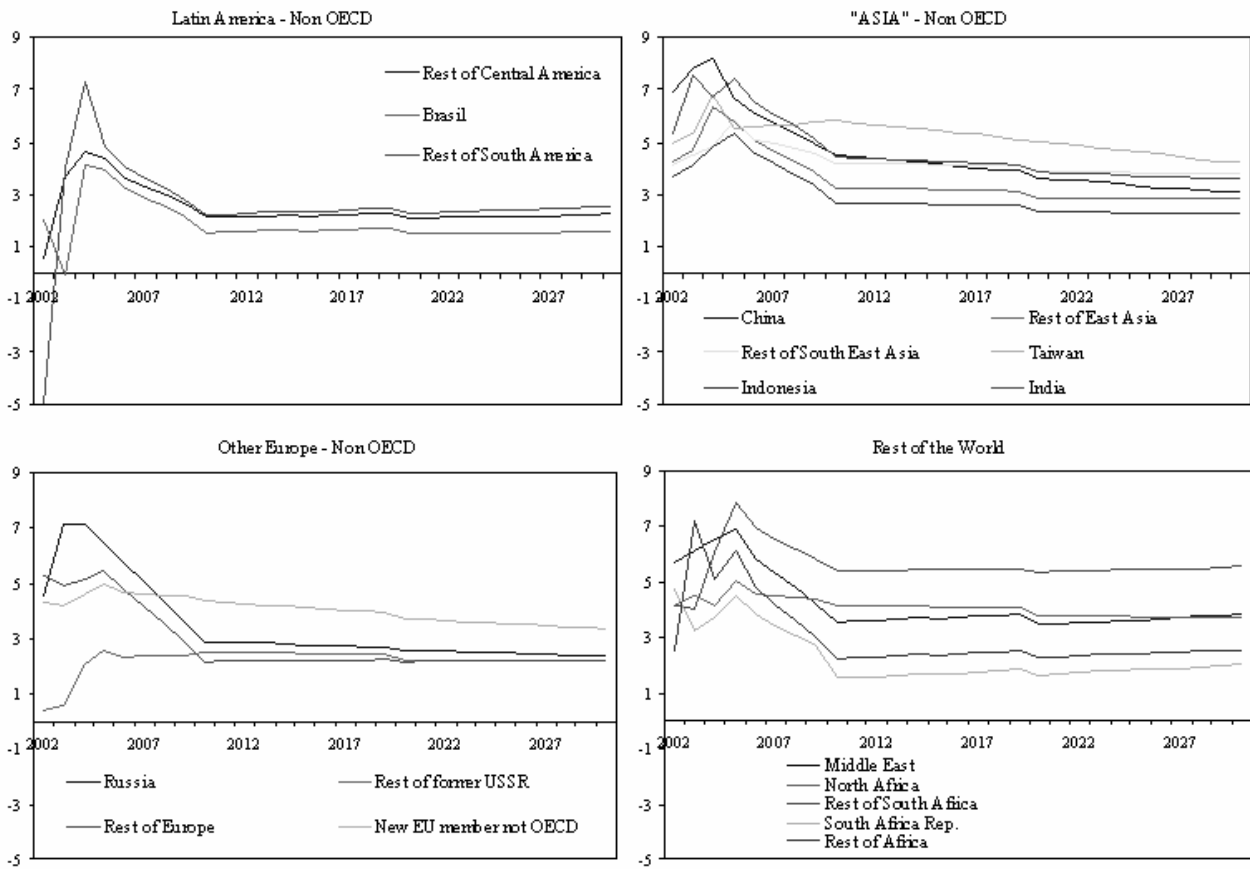 Latin America - Non OECD
9
7
5
3
1
-1
-3
-5
2002 2007 2012 2017 2022 2027
Rest of Central America
Brasil
Rest of South America
"ASIA" - Non OECD
9
7
5
3
1
-1
-3
-5
2002 2007 2012 2017 2022 2027
China Rest of East Asia
Rest of South East Asia Taiwan
Indonesia India
Other Europe - Non OECD
9
7
5
3
1
-1
-3
-5
2002 2007 2012 2017 2022 2027
Russia Rest of former USSR
Rest of Europe New EU member not OECD
Rest of the World
9
7
5
3
1
-1
-3
-5
2002 2007 2012 2017 2022 2027
Middle East
North Africa
Rest of South Africa
South Africa Rep.
Rest of Africa